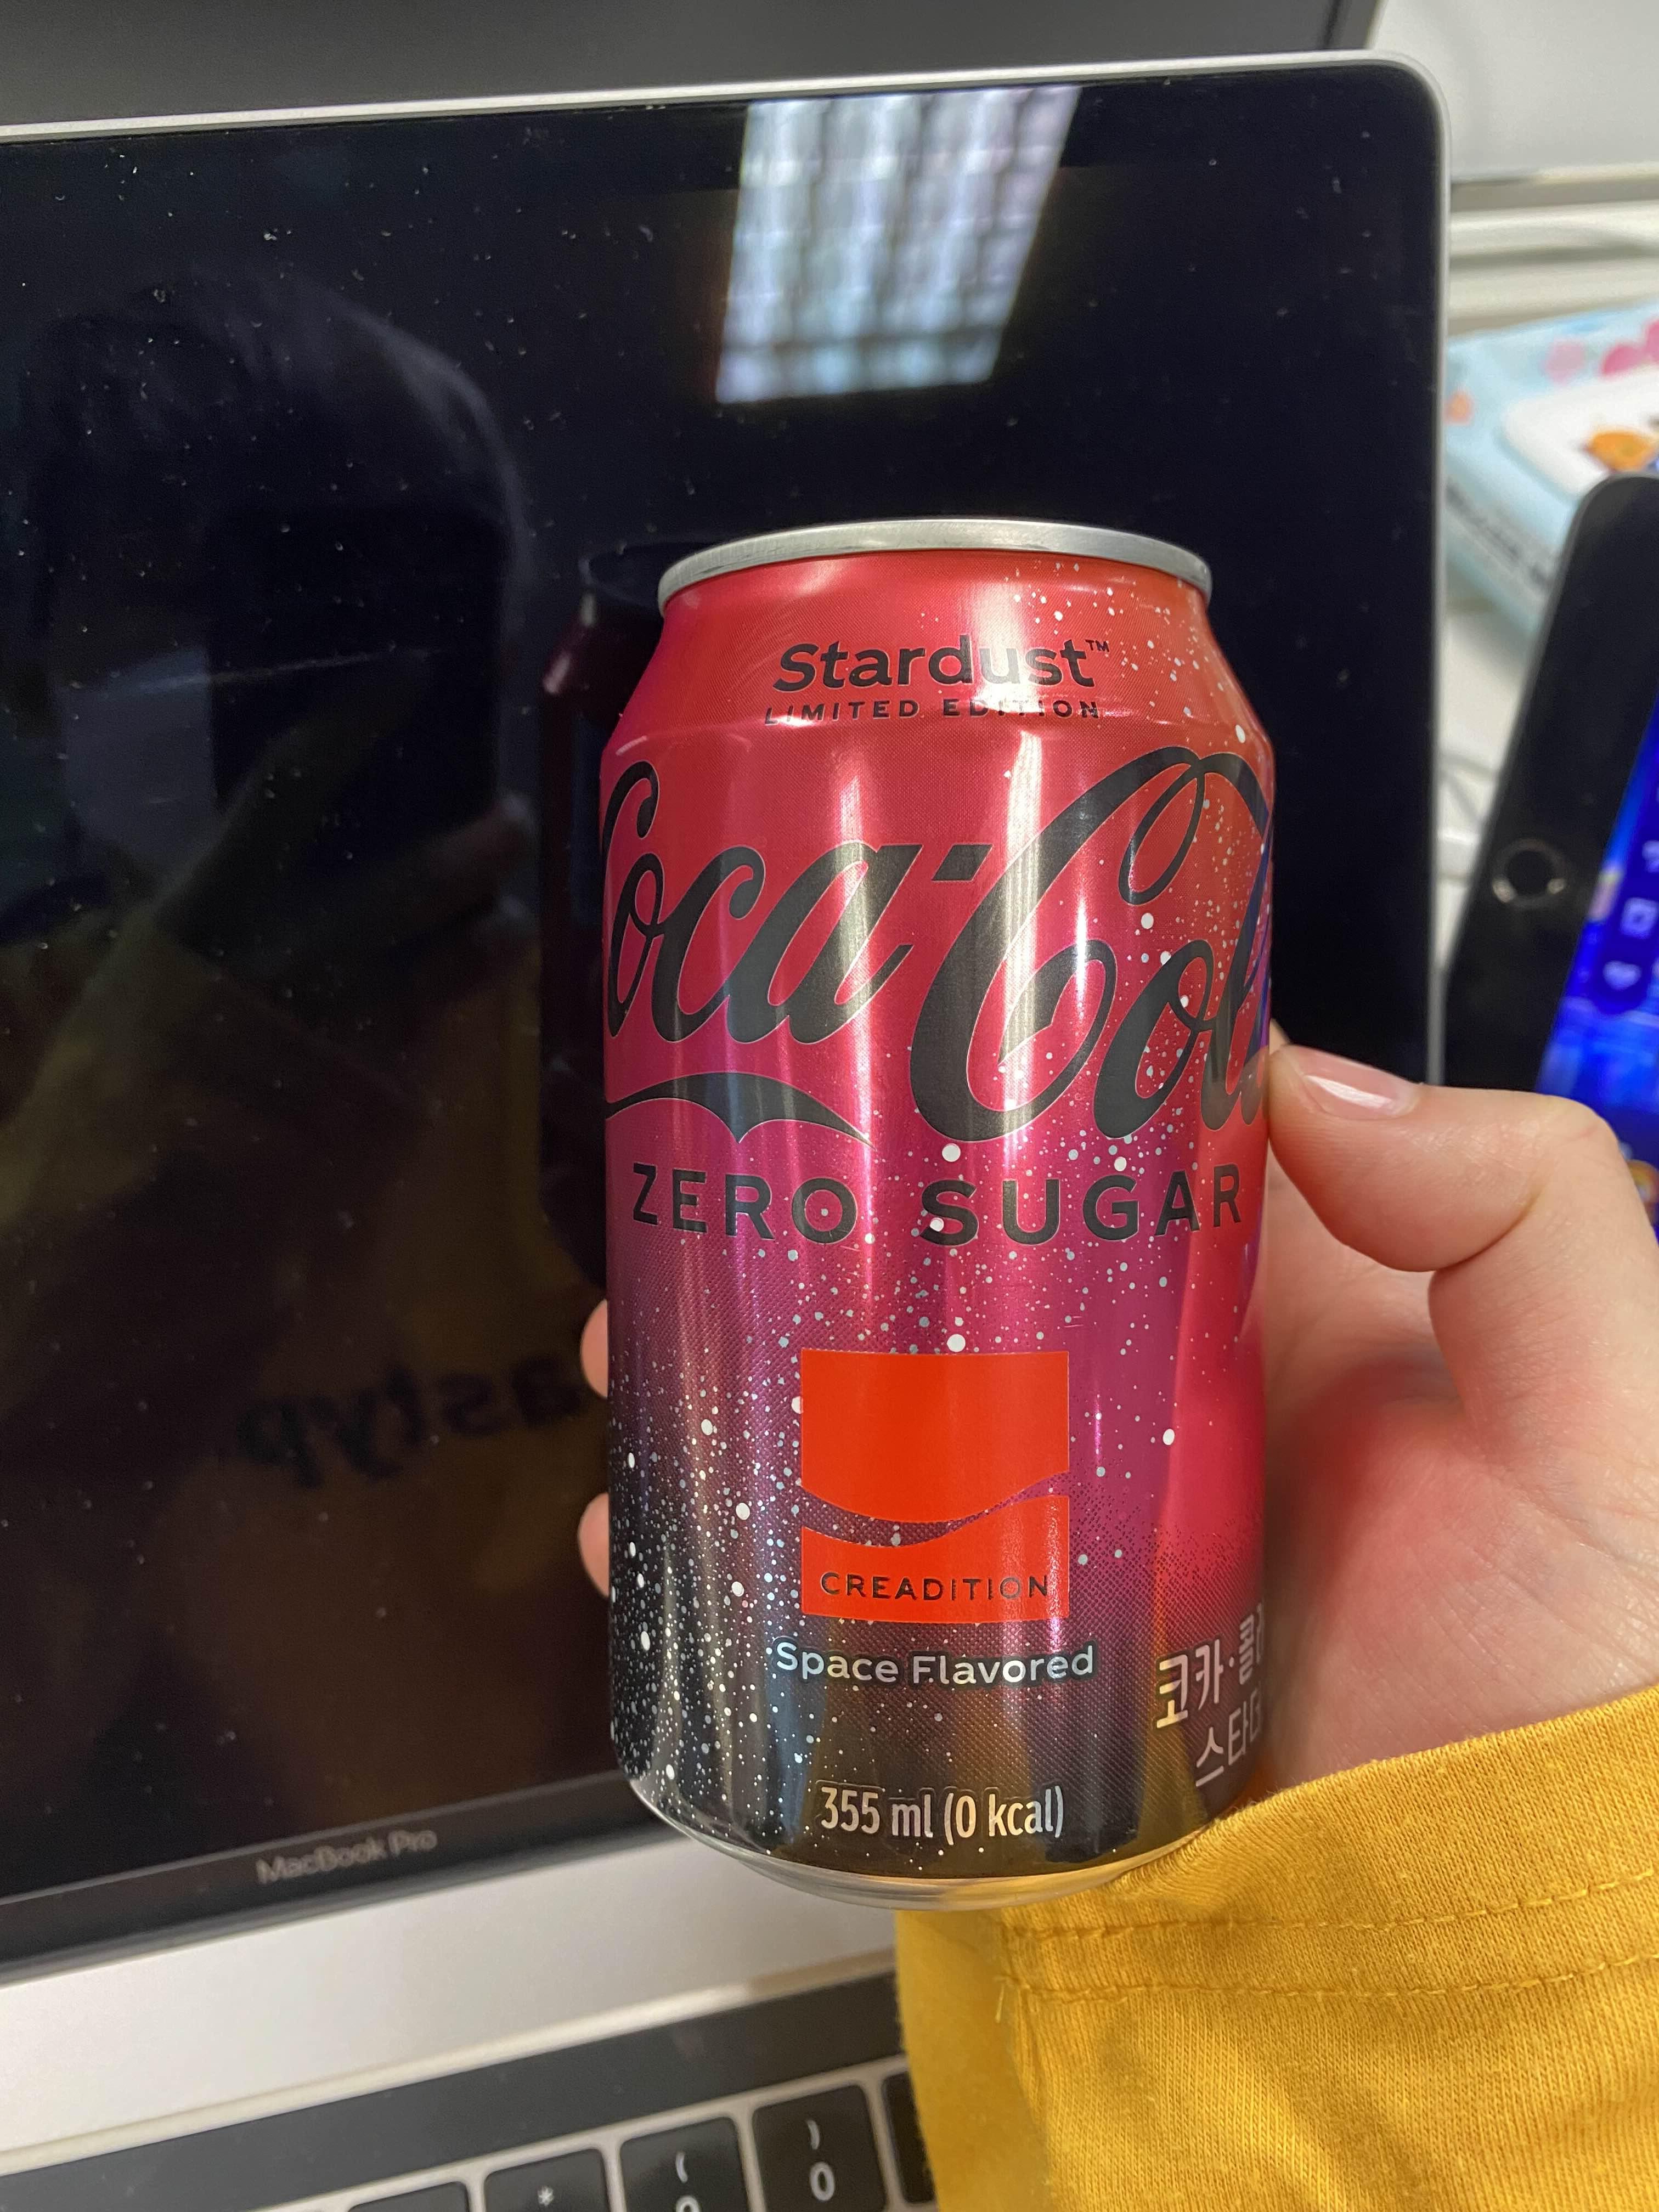 Stardust™
LIMITED EDITION
Coca-Cola
ZERO SUGAR
CREADITION
Space Flavored
코카·콜
스타
355 ml (0 kcal)
MacBook Pro
*
(
)
0